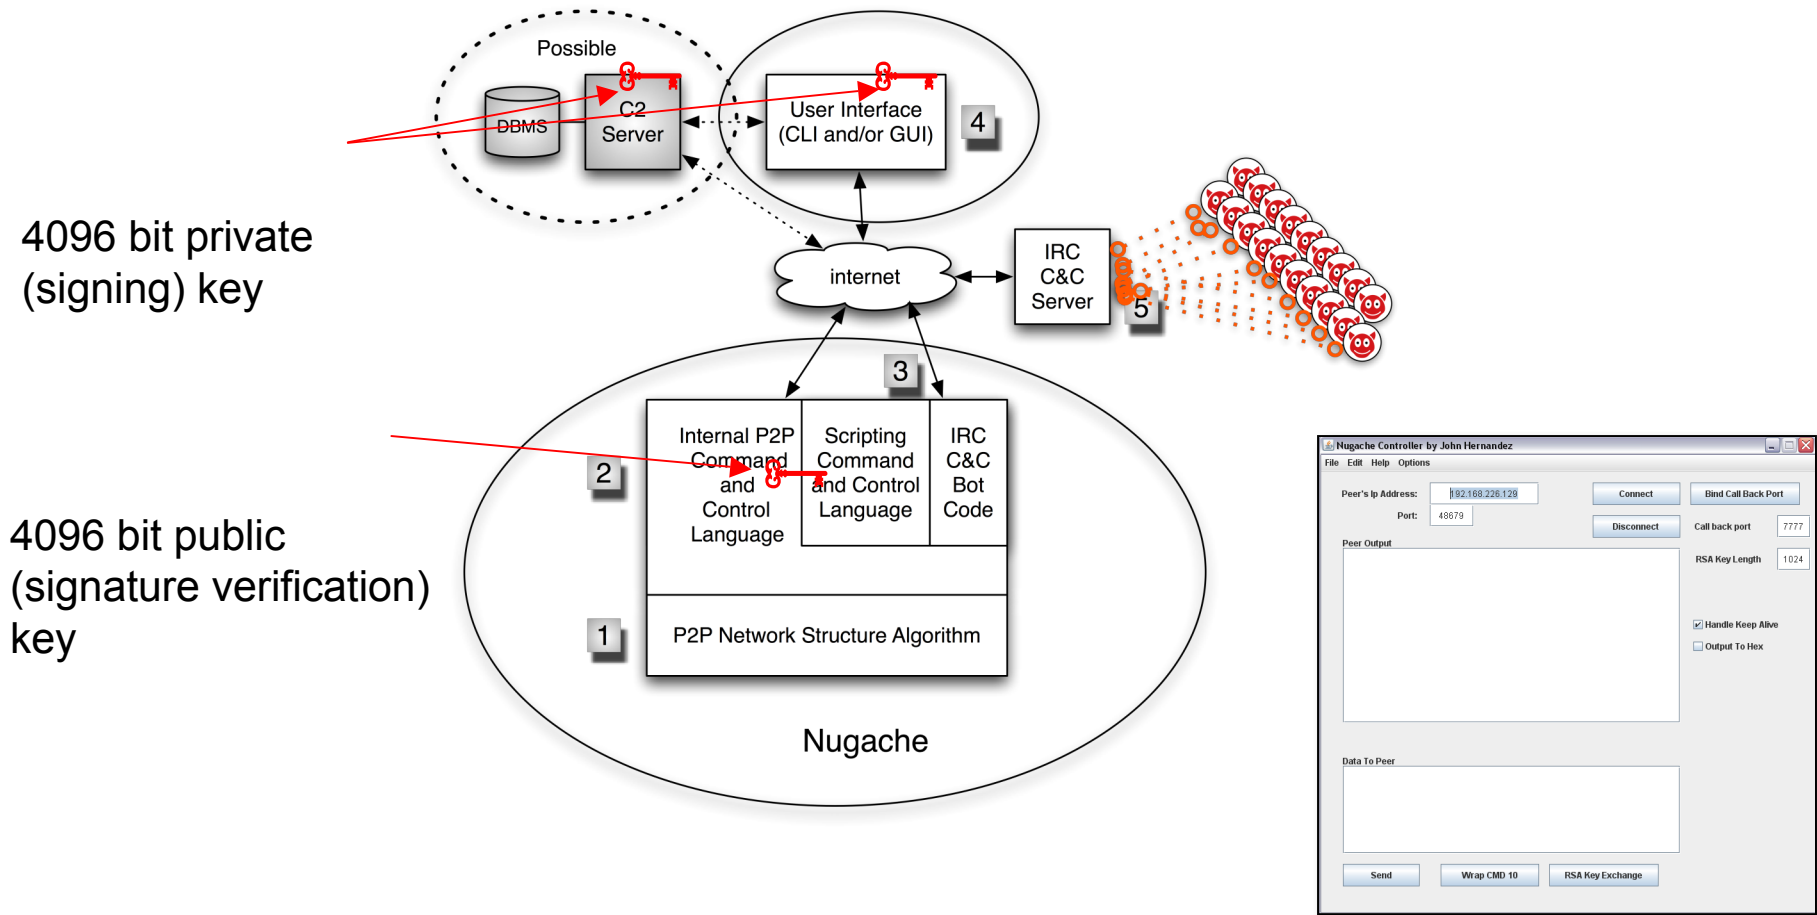 Possible
DBMS
C2
Server
User Interface
(CLI and/or GUI)
4
4096 bit private
(signing) key
internet
IRC
C&C
Server
5
3
2
Internal P2P
Command
and
Control
Language
Scripting
Command
and Control
Language
IRC
C&C
Bot
Code
4096 bit public
(signature verification)
key
1
P2P Network Structure Algorithm
Nugache
Nugache Controller by John Hernandez
File Edit Help Options
Peer's Ip Address: 192.168.226.129 Connect Bind Call Back Port
Port: 48679 Disconnect Call back port 7777
Peer Output
RSA Key Length 1024
Handle Keep Alive
Output To Hex
Data To Peer
Send Wrap CMD 10 RSA Key Exchange